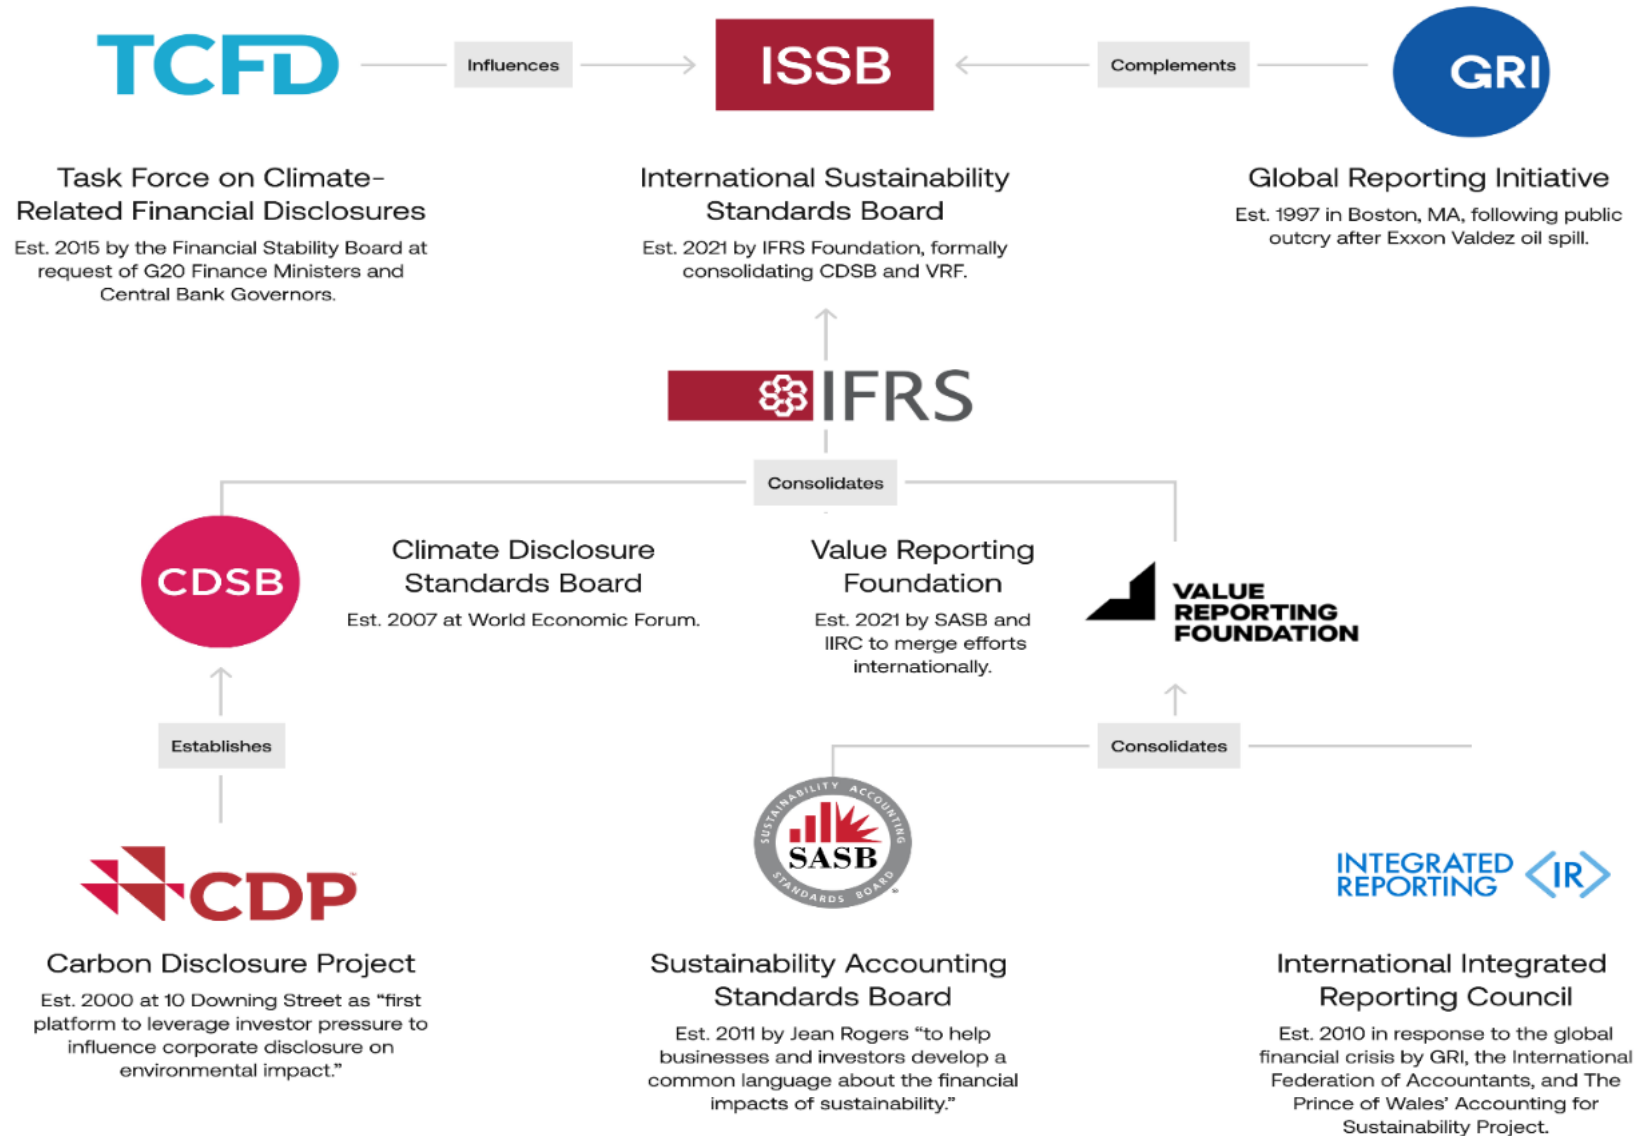 TCFD
Influences
ISSB
Complements
GRI
Task Force on Climate-
Related Financial Disclosures
Est. 2015 by the Financial Stability Board at
request of G20 Finance Ministers and
Central Bank Governors.
International Sustainability
Standards Board
Est. 2021 by IFRS Foundation, formally
consolidating CDSB and VRF.
Global Reporting Initiative
Est. 1997 in Boston, MA, following public
outcry after Exxon Valdez oil spill.
IFRS
Consolidates
CDSB
Climate Disclosure
Standards Board
Est. 2007 at World Economic Forum.
Value Reporting
Foundation
Est. 2021 by SASB and
IIRC to merge efforts
internationally.
VALUE
REPORTING
FOUNDATION
Establishes
Consolidates
CDP
SUSTAINABILITY ACCOUNTING
SASB
STANDARDS BOARD
INTEGRATED
REPORTING
<IR>
Carbon Disclosure Project
Est. 2000 at 10 Downing Street as “first
platform to leverage investor pressure to
influence corporate disclosure on
environmental impact.”
Sustainability Accounting
Standards Board
Est. 2011 by Jean Rogers “to help
businesses and investors develop a
common language about the financial
impacts of sustainability.”
International Integrated
Reporting Council
Est. 2010 in response to the global
financial crisis by GRI, the International
Federation of Accountants, and The
Prince of Wales’ Accounting for
Sustainability Project.